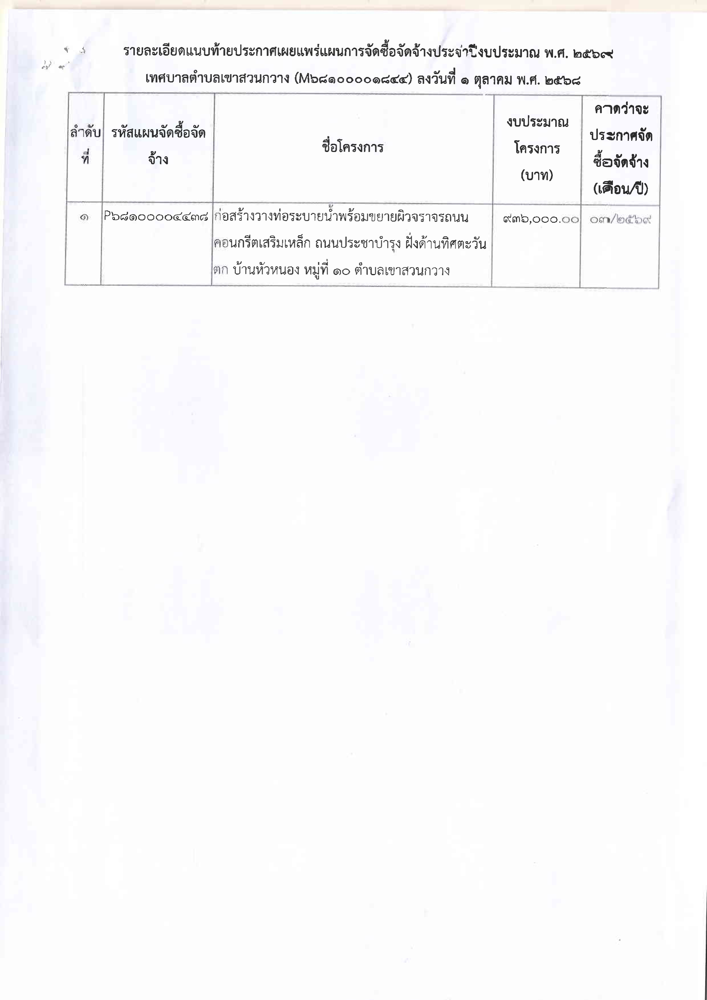 รายละเอียดแนบท้ายประกาศเผยแพร่แผนการจัดซื้อจัดจ้างประจำปีงบประมาณ พ.ศ. ๒๕๖๙
เทศบาลตำบลเขาสวนกวาง (M๖๘๑๐๐๐๐๑๘๔๔) ลงวันที่ ๑ ตุลาคม พ.ศ. ๒๕๖๘
ลำดับ
ที่
รหัสแผนจัดซื้อจัด
จ้าง
ชื่อโครงการ
งบประมาณ
โครงการ
(บาท)
คาดว่าจะ
ประกาศจัด
ซื้อจัดจ้าง
(เดือน/ปี)
๑
P๖๘๑๐๐๐๐๔๔๓๘
ก่อสร้างวางท่อระบายน้ำพร้อมขยายผิวจราจรถนน
คอนกรีตเสริมเหล็ก ถนนประชาบำรุง ฝั่งด้านทิศตะวัน
ตก บ้านหัวหนอง หมู่ที่ ๑๐ ตำบลเขาสวนกวาง
๙๓๖,๐๐๐.๐๐
๐๓/๒๕๖๙